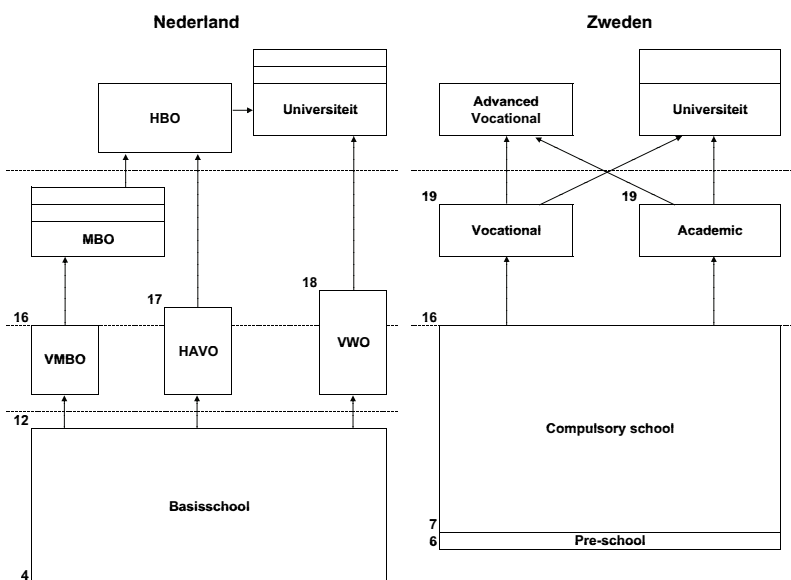 Nederland
HBO
Universiteit
MBO
18
17
16
VMBO
HAVO
VWO
12
Basisschool
4
Zweden
Advanced
Vocational
Universiteit
19
19
Vocational
Academic
16
Compulsory school
7
6
Pre-school